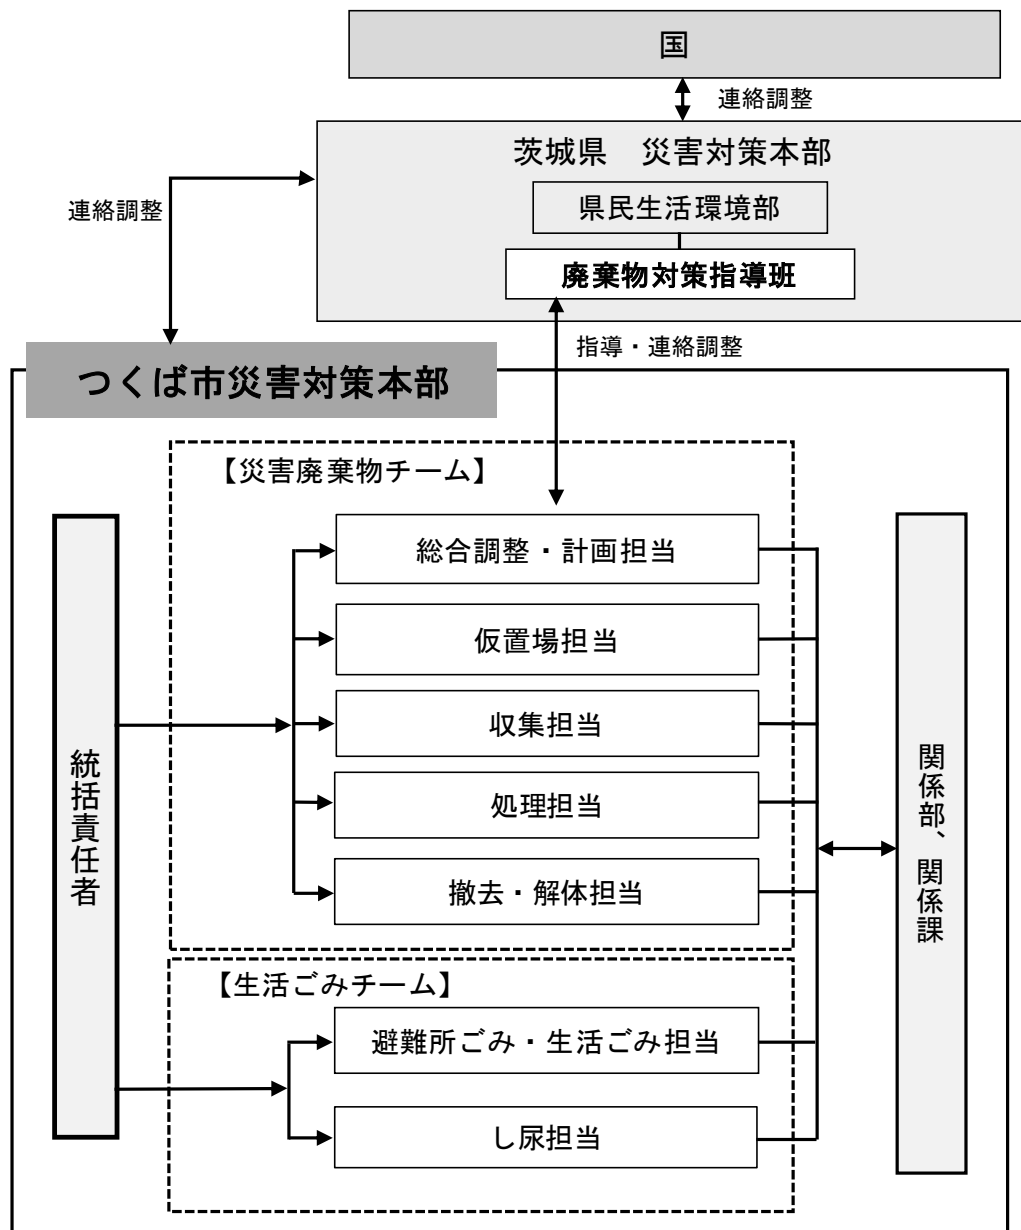 国
連絡調整
茨城県　災害対策本部
連絡調整
県民生活環境部
廃棄物対策指導班
指導・連絡調整
つくば市災害対策本部
【災害廃棄物チーム】
総合調整・計画担当
仮置場担当
収集担当
処理担当
撤去・解体担当
統括責任者
関係部、関係課
【生活ごみチーム】
避難所ごみ・生活ごみ担当
し尿担当